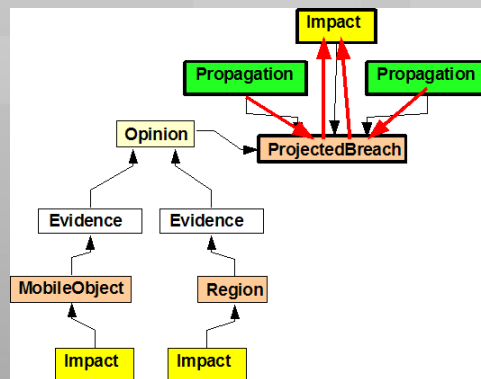 Impact
Propagation Propagation
Opinion
ProjectedBreach
Evidence Evidence
MobileObject Region
Impact Impact